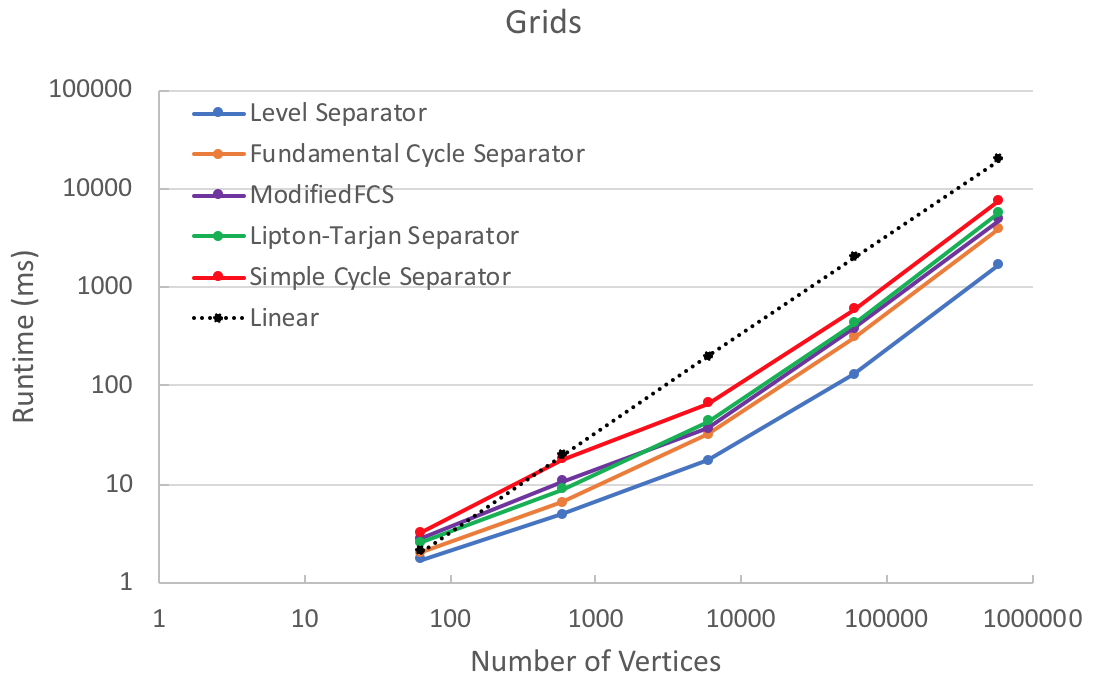 Grids
100000
10000
1000
100
10
1
Runtime (ms)
Level Separator
Fundamental Cycle Separator
ModifiedFCS
Lipton-Tarjan Separator
Simple Cycle Separator
Linear
1 10 100 1000 10000 100000 1000000
Number of Vertices